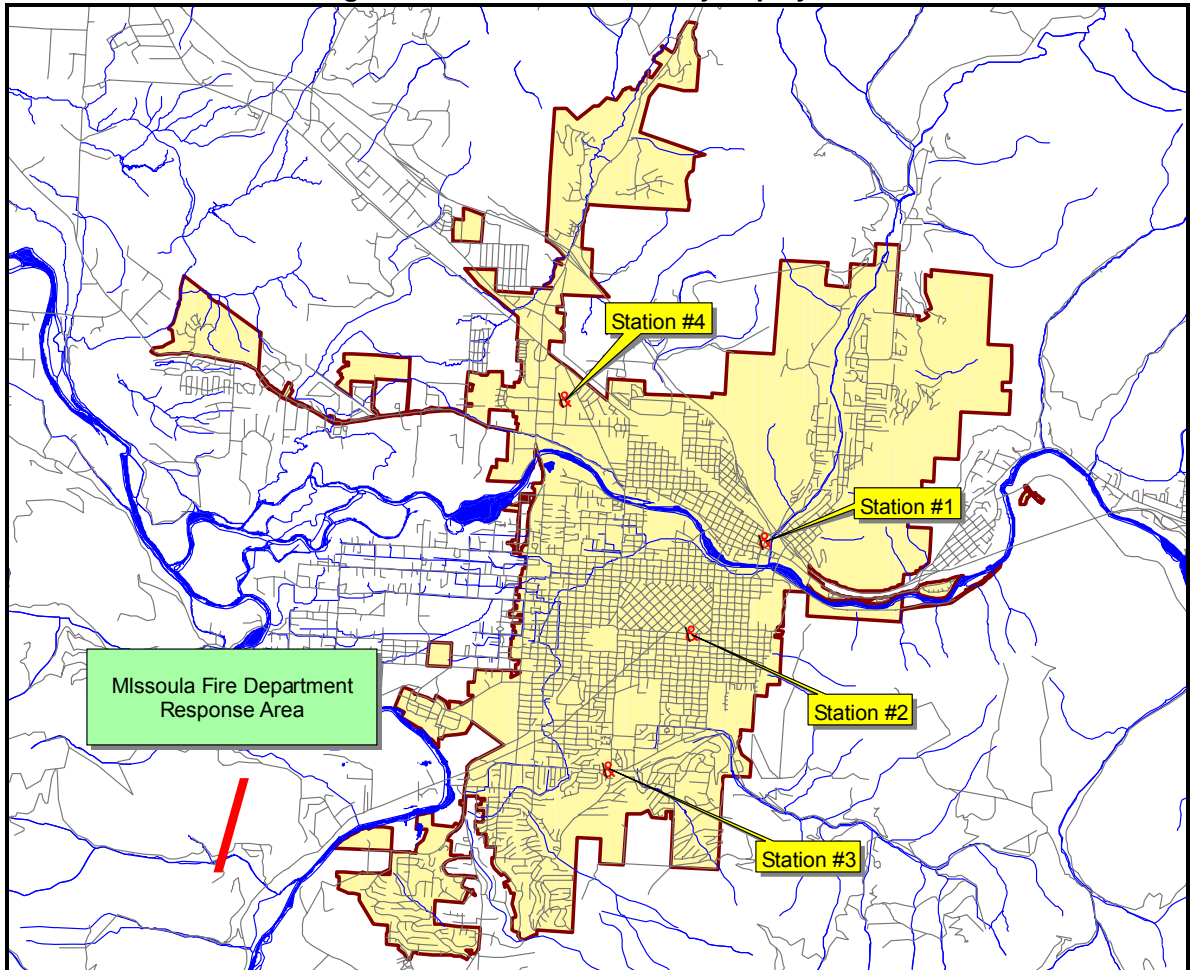 Station #4
Station #1
MIssoula Fire Department
Response Area
Station #2
Station #3